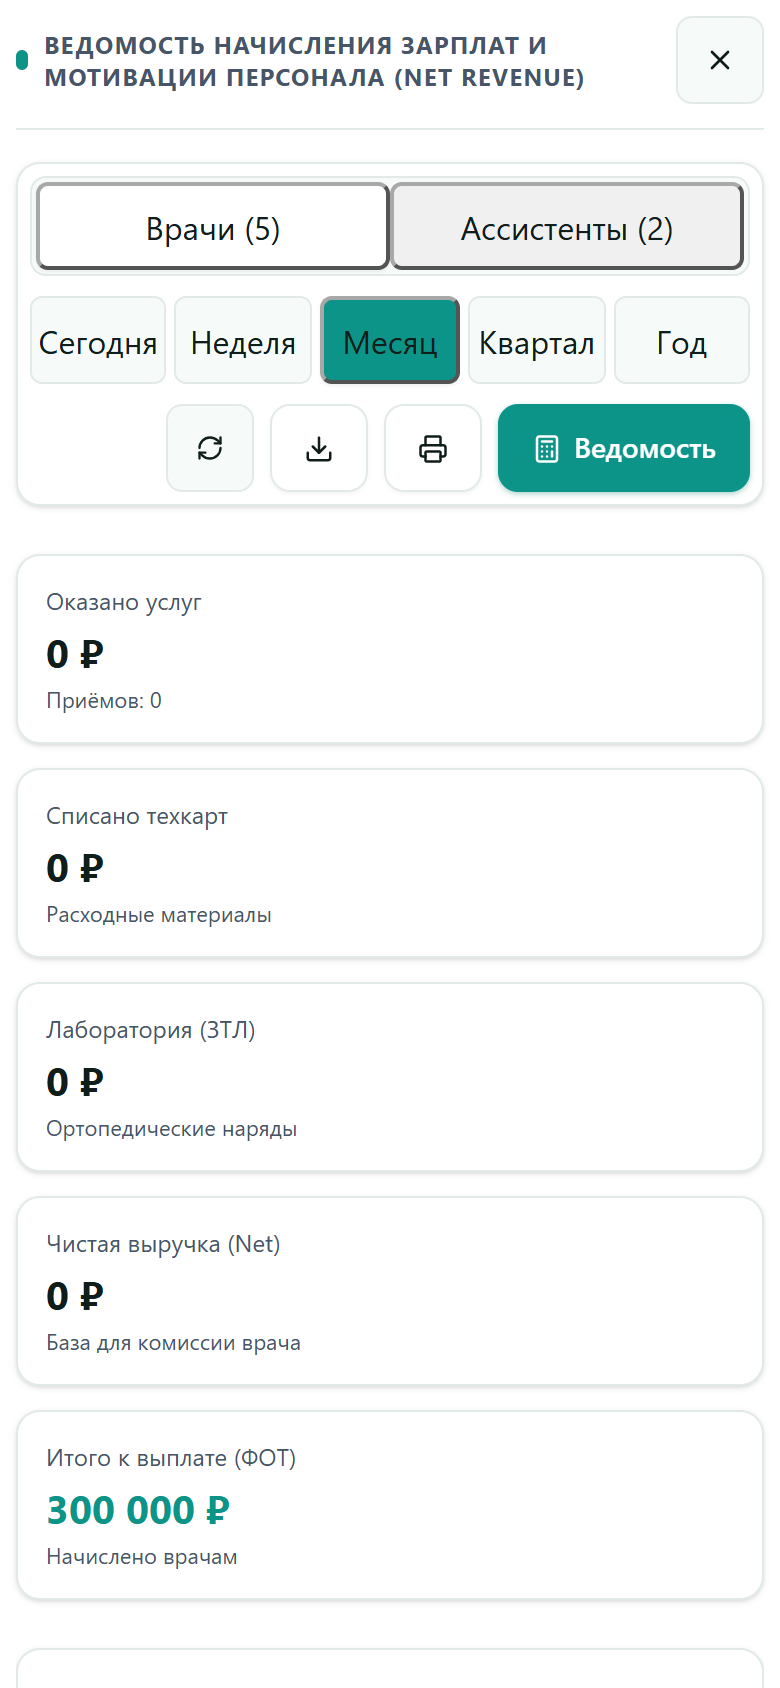 ВЕДОМОСТЬ НАЧИСЛЕНИЯ ЗАРПЛАТ И
МОТИВАЦИИ ПЕРСОНАЛА (NET REVENUE)
Врачи (5)
Ассистенты (2)
Сегодня
Неделя
Месяц
Квартал
Год
Ведомость
Оказано услуг
0 ₽
Приёмов: 0
Списано техкарт
0 ₽
Расходные материалы
Лаборатория (ЗТЛ)
0 ₽
Ортопедические наряды
Чистая выручка (Net)
0 ₽
База для комиссии врача
Итого к выплате (ФОТ)
300 000 ₽
Начислено врачам